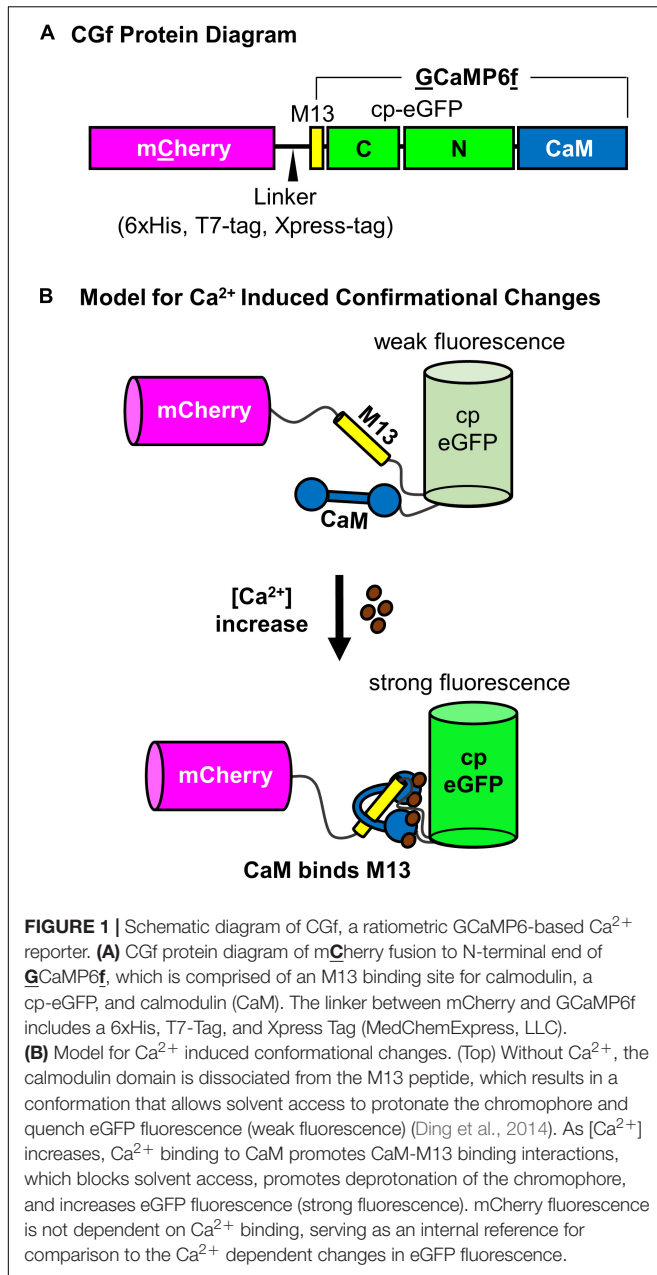 A CGf Protein Diagram
GCaMP6f
M13 cp-eGFP
mCherry C N CaM
Linker
(6xHis, T7-tag, Xpress-tag)
B Model for Ca²⁺ Induced Confirmational Changes
weak fluorescence
mCherry
M13
cp
eGFP
CaM
[Ca²⁺]
increase
strong fluorescence
mCherry
cp
eGFP
CaM binds M13
FIGURE 1 | Schematic diagram of CGf, a ratiometric GCaMP6-based Ca²⁺
reporter. (A) CGf protein diagram of mCherry fusion to N-terminal end of
GCaMP6f, which is comprised of an M13 binding site for calmodulin, a
cp-eGFP, and calmodulin (CaM). The linker between mCherry and GCaMP6f
includes a 6xHis, T7-Tag, and Xpress Tag (MedChemExpress, LLC).
(B) Model for Ca²⁺ induced conformational changes. (Top) Without Ca²⁺, the
calmodulin domain is dissociated from the M13 peptide, which results in a
conformation that allows solvent access to protonate the chromophore and
quench eGFP fluorescence (weak fluorescence) (Ding et al., 2014). As [Ca²⁺]
increases, Ca²⁺ binding to CaM promotes CaM-M13 binding interactions,
which blocks solvent access, promotes deprotonation of the chromophore,
and increases eGFP fluorescence (strong fluorescence). mCherry fluorescence
is not dependent on Ca²⁺ binding, serving as an internal reference for
comparison to the Ca²⁺ dependent changes in eGFP fluorescence.